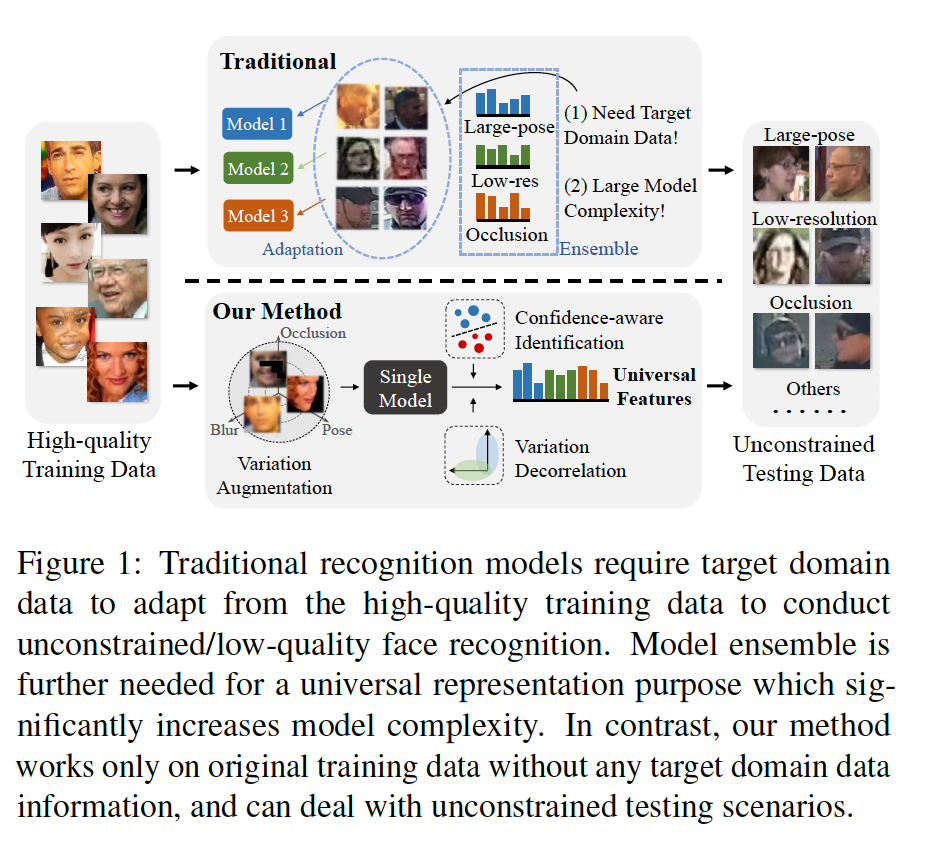 Traditional
Model 1
Model 2
Model 3
Adaptation
Large-pose
Low-res
Occlusion
Ensemble
(1) Need Target
Domain Data!
(2) Large Model
Complexity!
High-quality
Training Data
Our Method
Occlusion
Blur
Pose
Variation
Augmentation
Single
Model
Confidence-aware
Identification
Universal
Features
Variation
Decorrelation
Large-pose
Low-resolution
Occlusion
Others
......
Unconstrained
Testing Data
Figure 1: Traditional recognition models require target domain
data to adapt from the high-quality training data to conduct
unconstrained/low-quality face recognition. Model ensemble is
further needed for a universal representation purpose which sig-
nificantly increases model complexity. In contrast, our method
works only on original training data without any target domain data
information, and can deal with unconstrained testing scenarios.